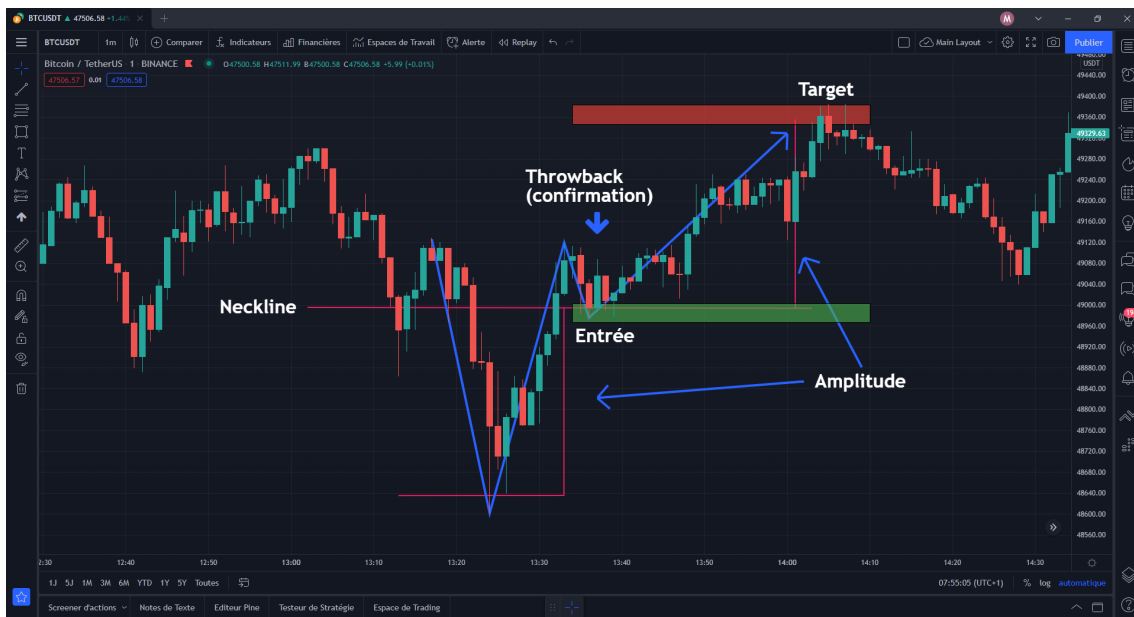 BTCUSDT ▲ 47506.58 +1.44%
M
BTCUSDT 1m Comparer Indicateurs Financières Espaces de Travail Alerte Replay Main Layout Publier
Bitcoin / TetherUS · 1 · BINANCE O47500.58 H47511.99 B47500.58 C47506.58 +5.99 (+0.01%)
USDT
47506.57 0.01 47506.58
49440.00
49400.00
49360.00
49329.63
49280.00
49240.00
49200.00
49160.00
49120.00
49080.00
49040.00
49000.00
48960.00
48920.00
48880.00
48840.00
48800.00
48760.00
48720.00
48680.00
48640.00
48600.00
48560.00
Target
Throwback
(confirmation)
Neckline
Entrée
Amplitude
19
2:30 12:40 12:50 13:00 13:10 13:20 13:30 13:40 13:50 14:00 14:10 14:20 14:30
1J 5J 1M 3M 6M YTD 1Y 5Y Toutes 07:55:05 (UTC+1) % log automatique
Screener d'actions Notes de Texte Editeur Pine Testeur de Stratégie Espace de Trading